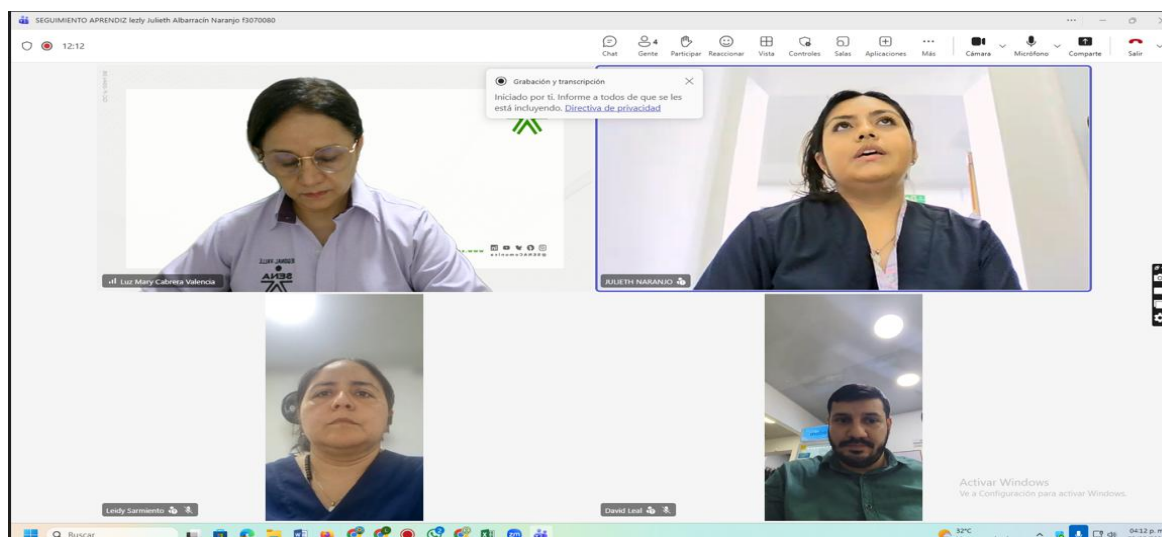 SEGUIMIENTO APRENDIZ lezly Julieth Albarracin Naranjo f3070080
12:12
Chat
4
Gente
Participar
Reaccionar
Vista
Controles
Salas
Aplicaciones
Más
Cámara
Micrófono
Comparte
Salir
Grabación y transcripción
Iniciado por ti. Informe a todos de que se les
está incluyendo. Directiva de privacidad
SENA
Luz Mary Cabrera Valencia
JULIETH NARANJO
Leidy Sarmiento
David Leal
Activar Windows
Ve a Configuración para activar Windows.
Buscar
32°C
04:12 p. m.